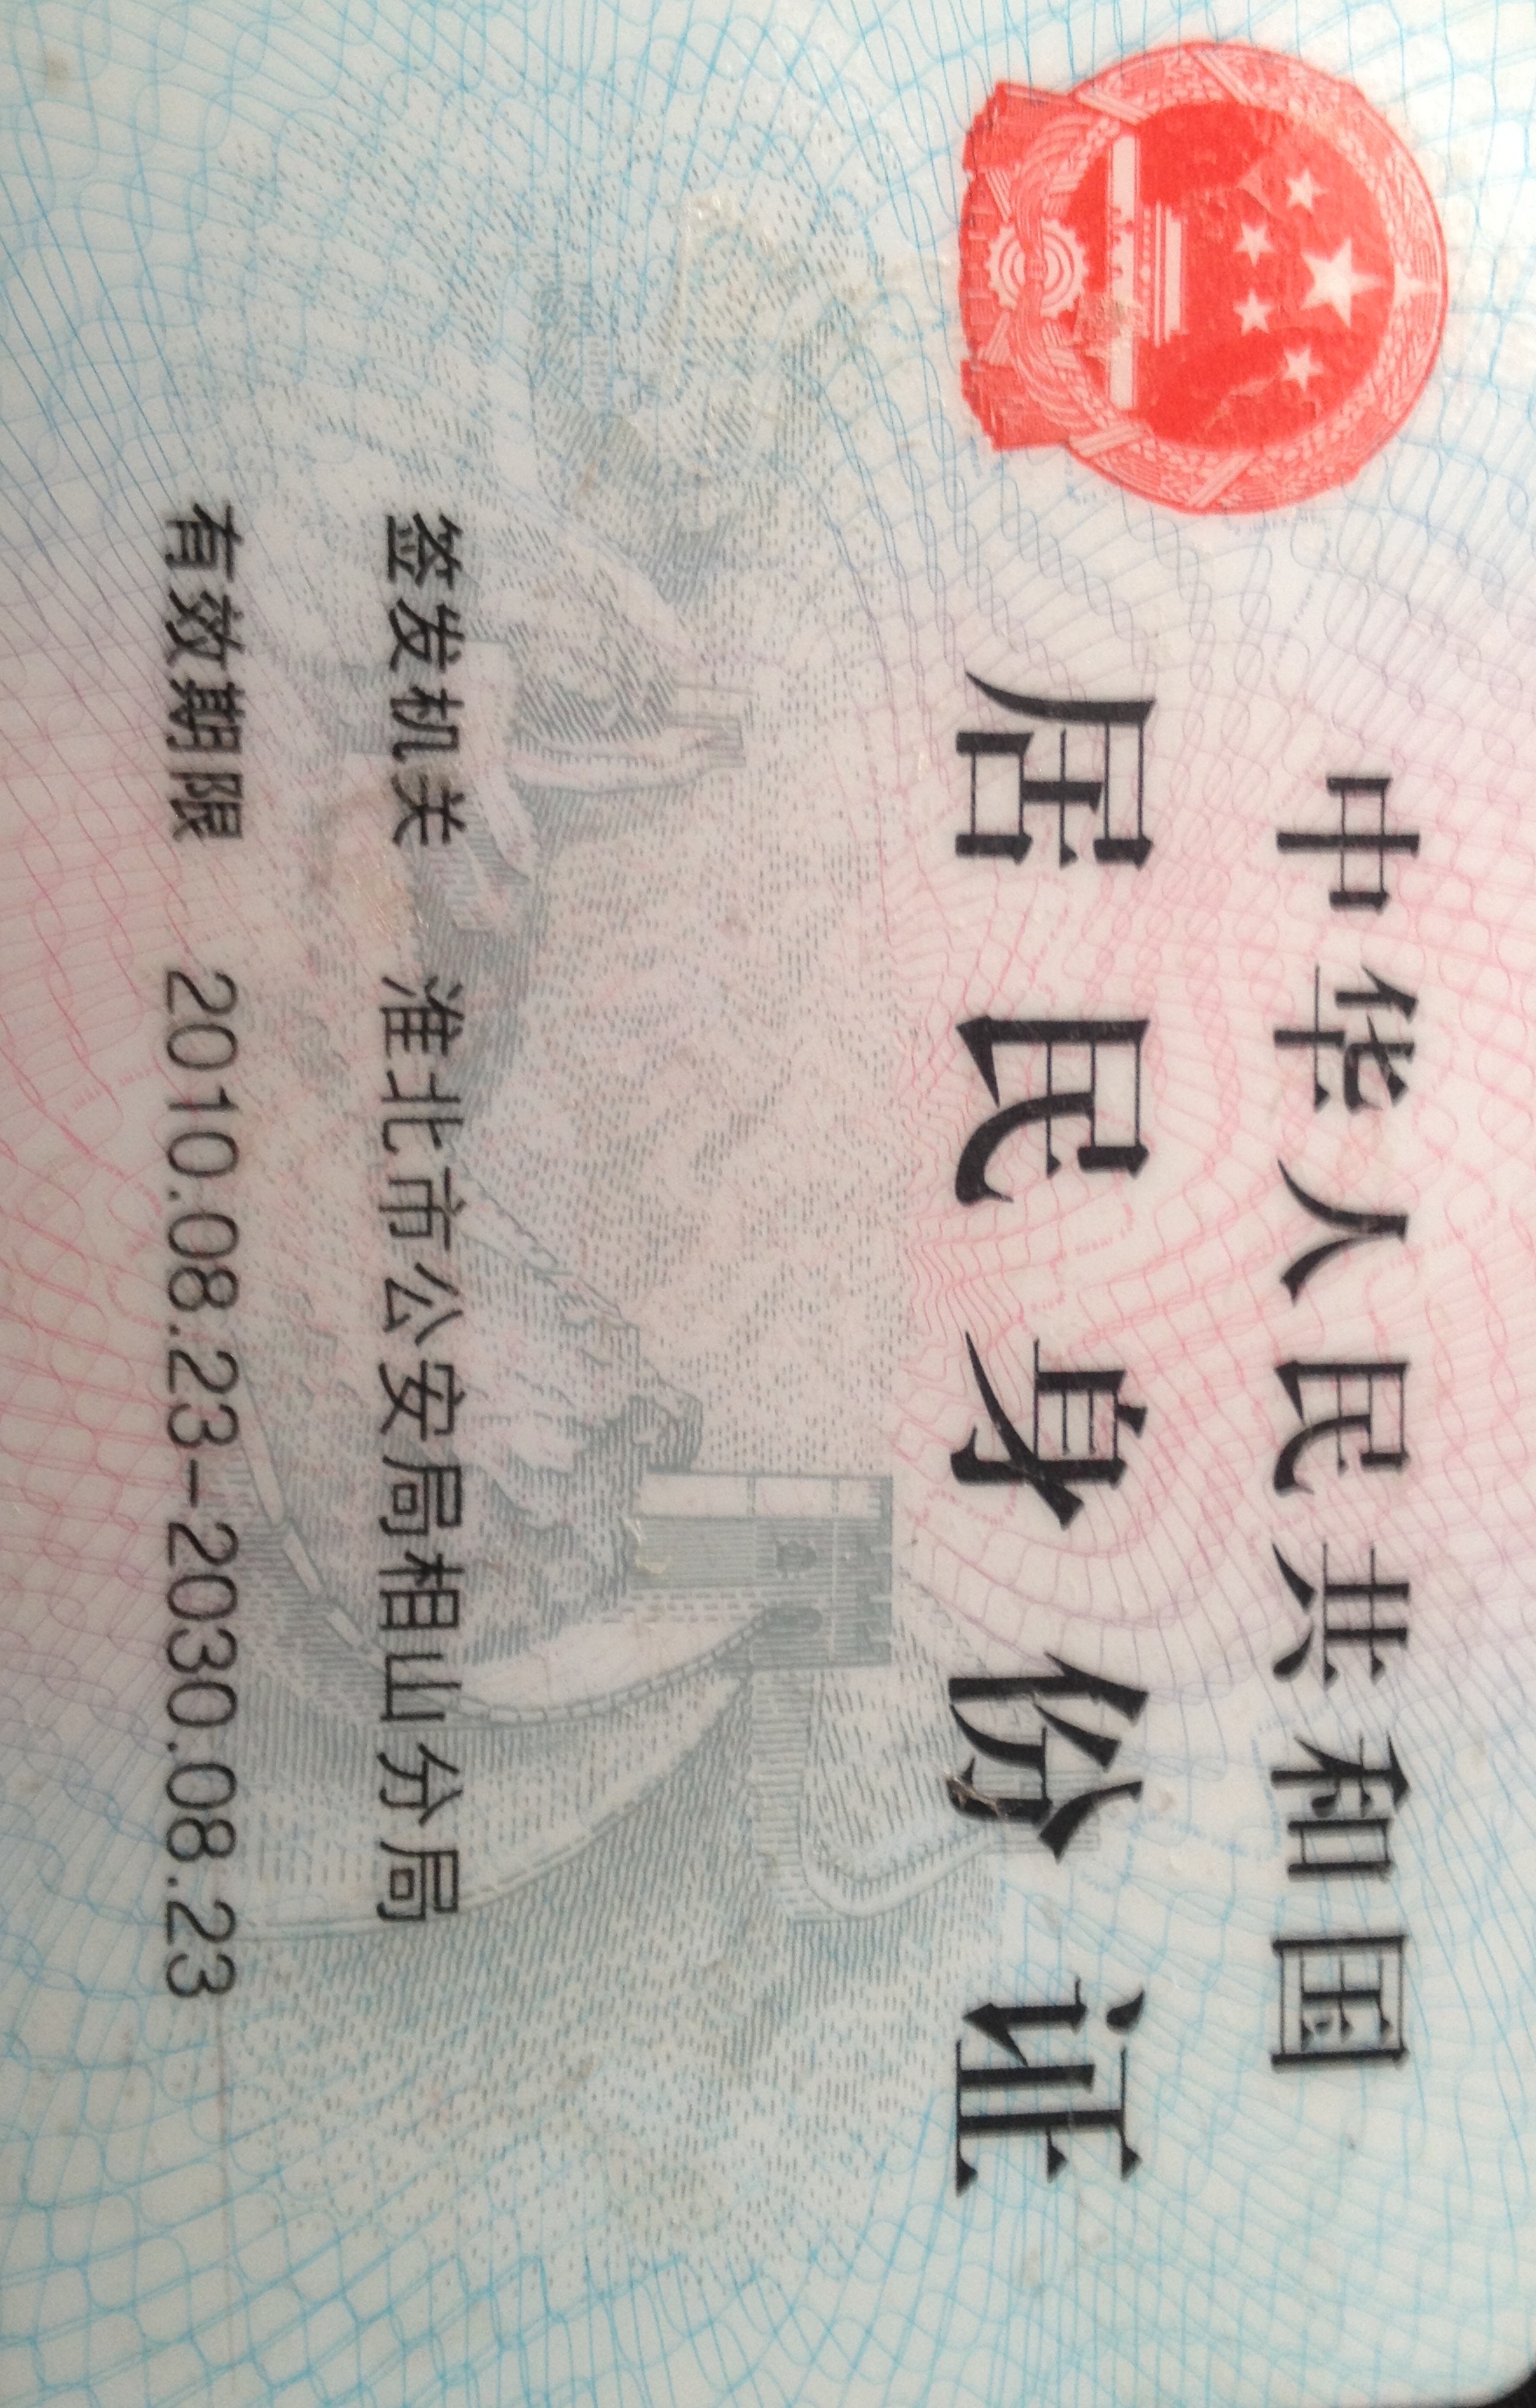 中华人民共和国
居民身份证
签发机关 淮北市公安局相山分局
有效期限 2010.08.23-2030.08.23